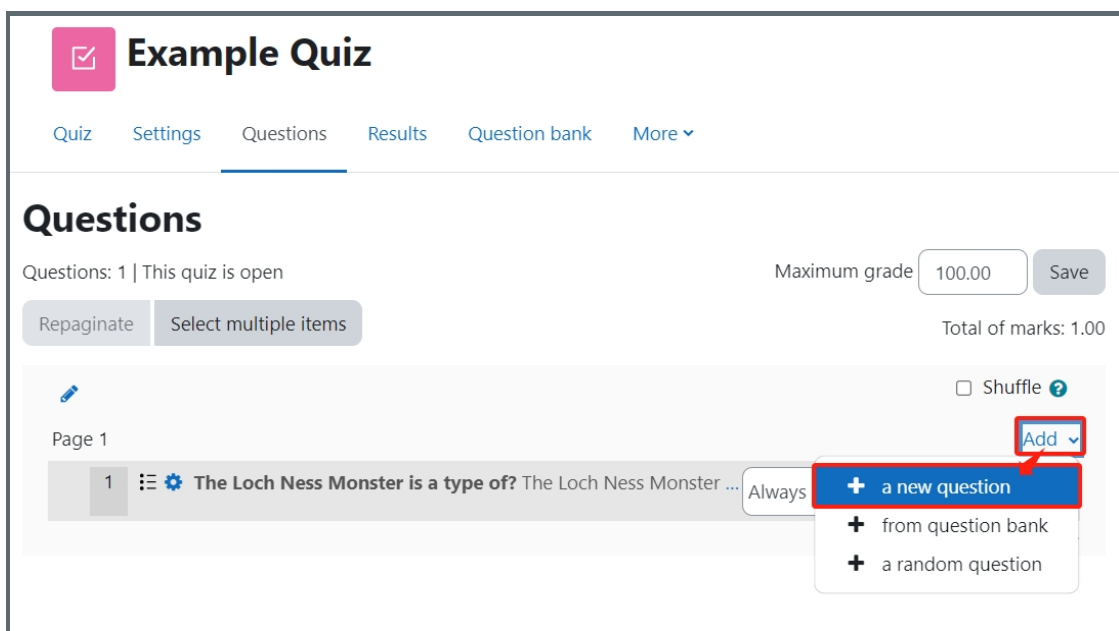 Example Quiz
Quiz Settings Questions Results Question bank More
Questions
Questions: 1 | This quiz is open
Maximum grade 100.00 Save
Repaginate Select multiple items
Total of marks: 1.00
Shuffle
Page 1
Add
1 The Loch Ness Monster is a type of? The Loch Ness Monster ... Always
a new question
from question bank
a random question